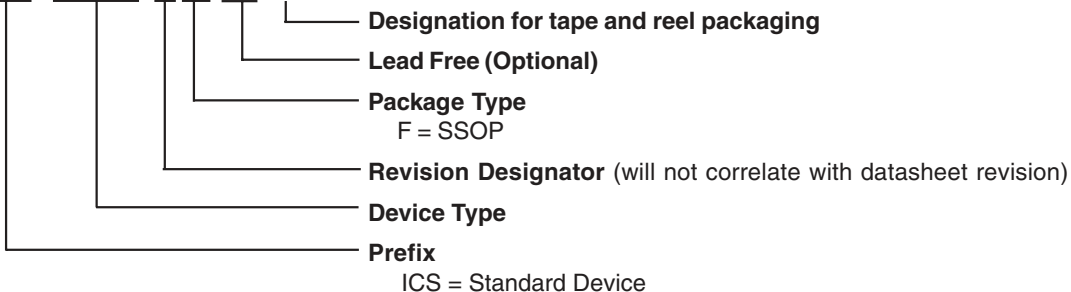 Designation for tape and reel packaging
Lead Free (Optional)
Package Type
F = SSOP
Revision Designator (will not correlate with datasheet revision)
Device Type
Prefix
ICS = Standard Device